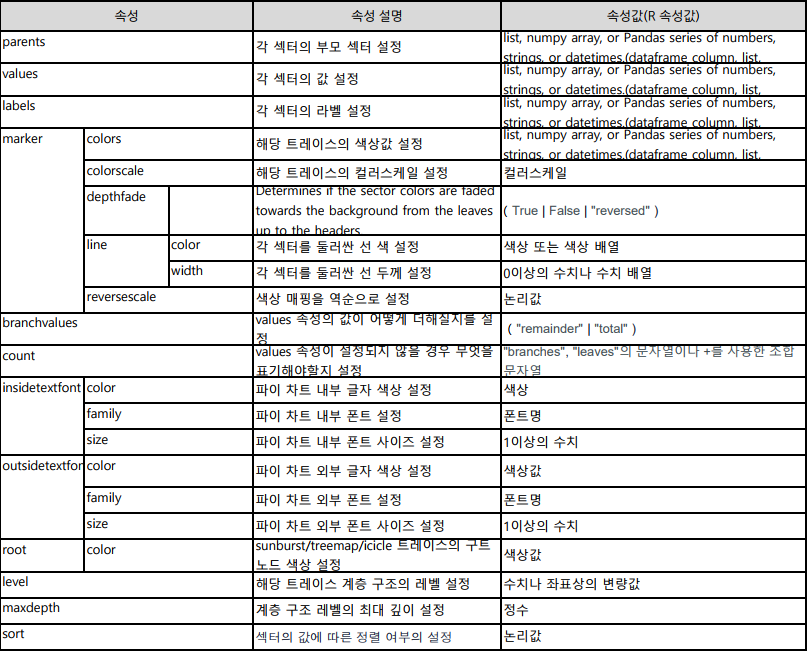 속성 속성 설명 속성값(R 속성값)
parents 각 섹터의 부모 섹터 설정 list, numpy array, or Pandas series of numbers,
strings, or datetimes.(dataframe column, list,
values 각 섹터의 값 설정 list, numpy array, or Pandas series of numbers,
strings, or datetimes.(dataframe column, list,
labels 각 섹터의 라벨 설정 list, numpy array, or Pandas series of numbers,
strings, or datetimes.(dataframe column, list,
marker colors 해당 트레이스의 색상값 설정 list, numpy array, or Pandas series of numbers,
strings, or datetimes.(dataframe column, list,
colorscale 해당 트레이스의 컬러스케일 설정 컬러스케일
depthfade Determines if the sector colors are faded
towards the background from the leaves
up to the headers
( True | False | "reversed" )
line color 각 섹터를 둘러싼 선 색 설정 색상 또는 색상 배열
width 각 섹터를 둘러싼 선 두께 설정 0이상의 수치나 수치 배열
reversescale 색상 매핑을 역순으로 설정 논리값
branchvalues values 속성의 값이 어떻게 더해질지를 설
정
( "remainder" | "total" )
count values 속성이 설정되지 않을 경우 무엇을
표기해야할지 설정
"branches", "leaves"의 문자열이나 +를 사용한 조합
문자열
insidetextfont color 파이 차트 내부 글자 색상 설정 색상
family 파이 차트 내부 폰트 설정 폰트명
size 파이 차트 내부 폰트 사이즈 설정 1이상의 수치
outsidetextfon color 파이 차트 외부 글자 색상 설정 색상값
family 파이 차트 외부 폰트 설정 폰트명
size 파이 차트 외부 폰트 사이즈 설정 1이상의 수치
root color sunburst/treemap/icicle 트레이스의 구트
노드 색상 설정
색상값
level 해당 트레이스 계층 구조의 레벨 설정 수치나 좌표상의 변량값
maxdepth 계층 구조 레벨의 최대 깊이 설정 정수
sort 섹터의 값에 따른 정렬 여부의 설정 논리값